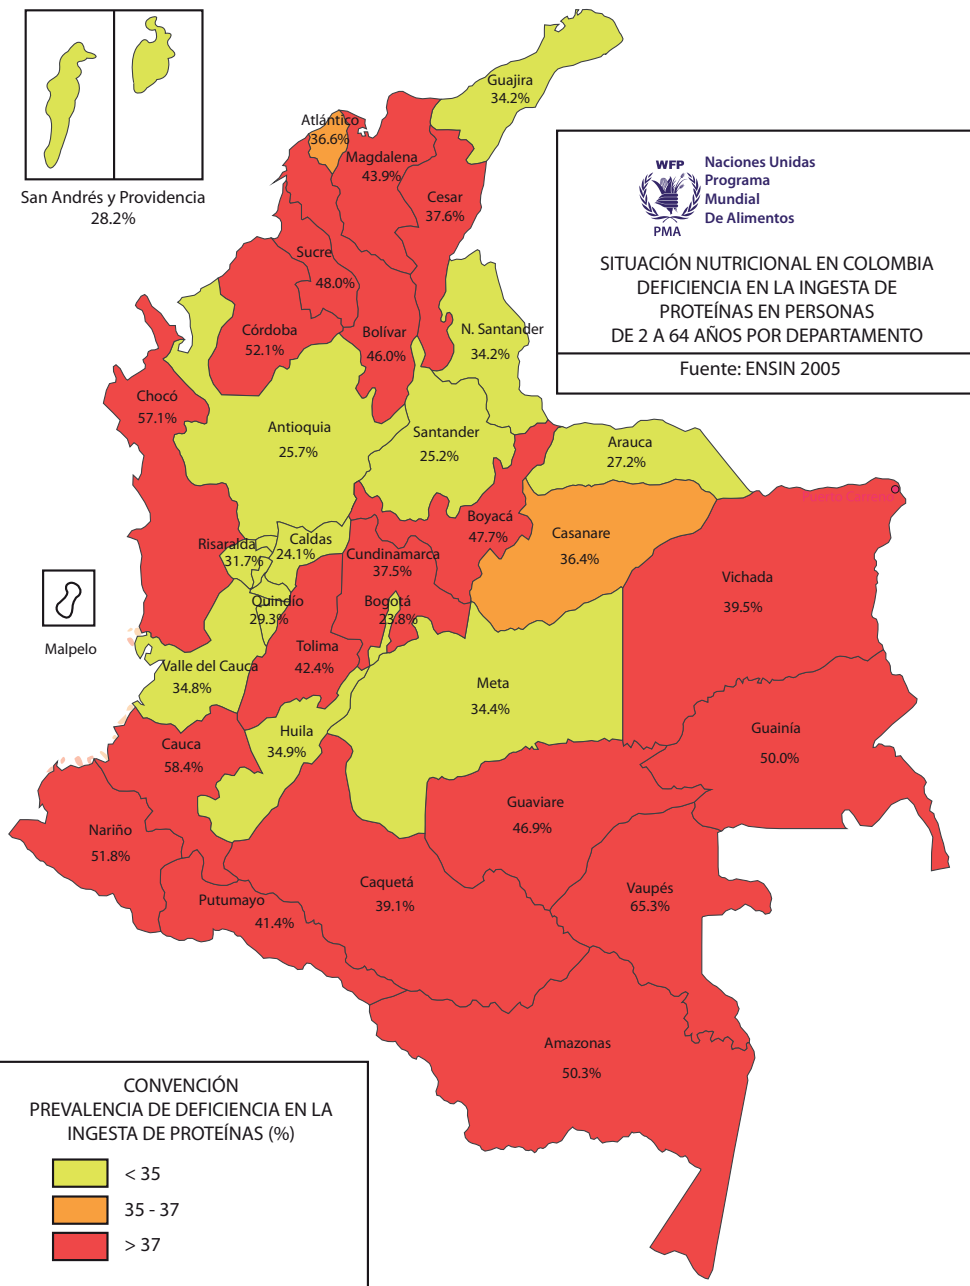 Guajira
34.2%
Atlántico
36.6%
Magdalena
43.9%
Cesar
37.6%
San Andrés y Providencia
28.2%
WFP
PMA
Naciones Unidas
Programa
Mundial
De Alimentos
SITUACIÓN NUTRICIONAL EN COLOMBIA
DEFICIENCIA EN LA INGESTA DE
PROTEÍNAS EN PERSONAS
DE 2 A 64 AÑOS POR DEPARTAMENTO
Fuente: ENSIN 2005
Sucre
48.0%
Córdoba
52.1%
Bolívar
46.0%
N. Santander
34.2%
Chocó
57.1%
Antioquia
25.7%
Santander
25.2%
Arauca
27.2%
Puerto Carreño
Boyacá
47.7%
Casanare
36.4%
Risaralda
31.7%
Caldas
24.1%
Cundinamarca
37.5%
Vichada
39.5%
Quindío
29.3%
Bogotá
23.8%
Malpelo
Tolima
42.4%
Valle del Cauca
34.8%
Meta
34.4%
Huila
34.9%
Guainía
50.0%
Cauca
58.4%
Guaviare
46.9%
Nariño
51.8%
Caquetá
39.1%
Vaupés
65.3%
Putumayo
41.4%
Amazonas
50.3%
CONVENCIÓN
PREVALENCIA DE DEFICIENCIA EN LA
INGESTA DE PROTEÍNAS (%)
< 35
35 - 37
> 37